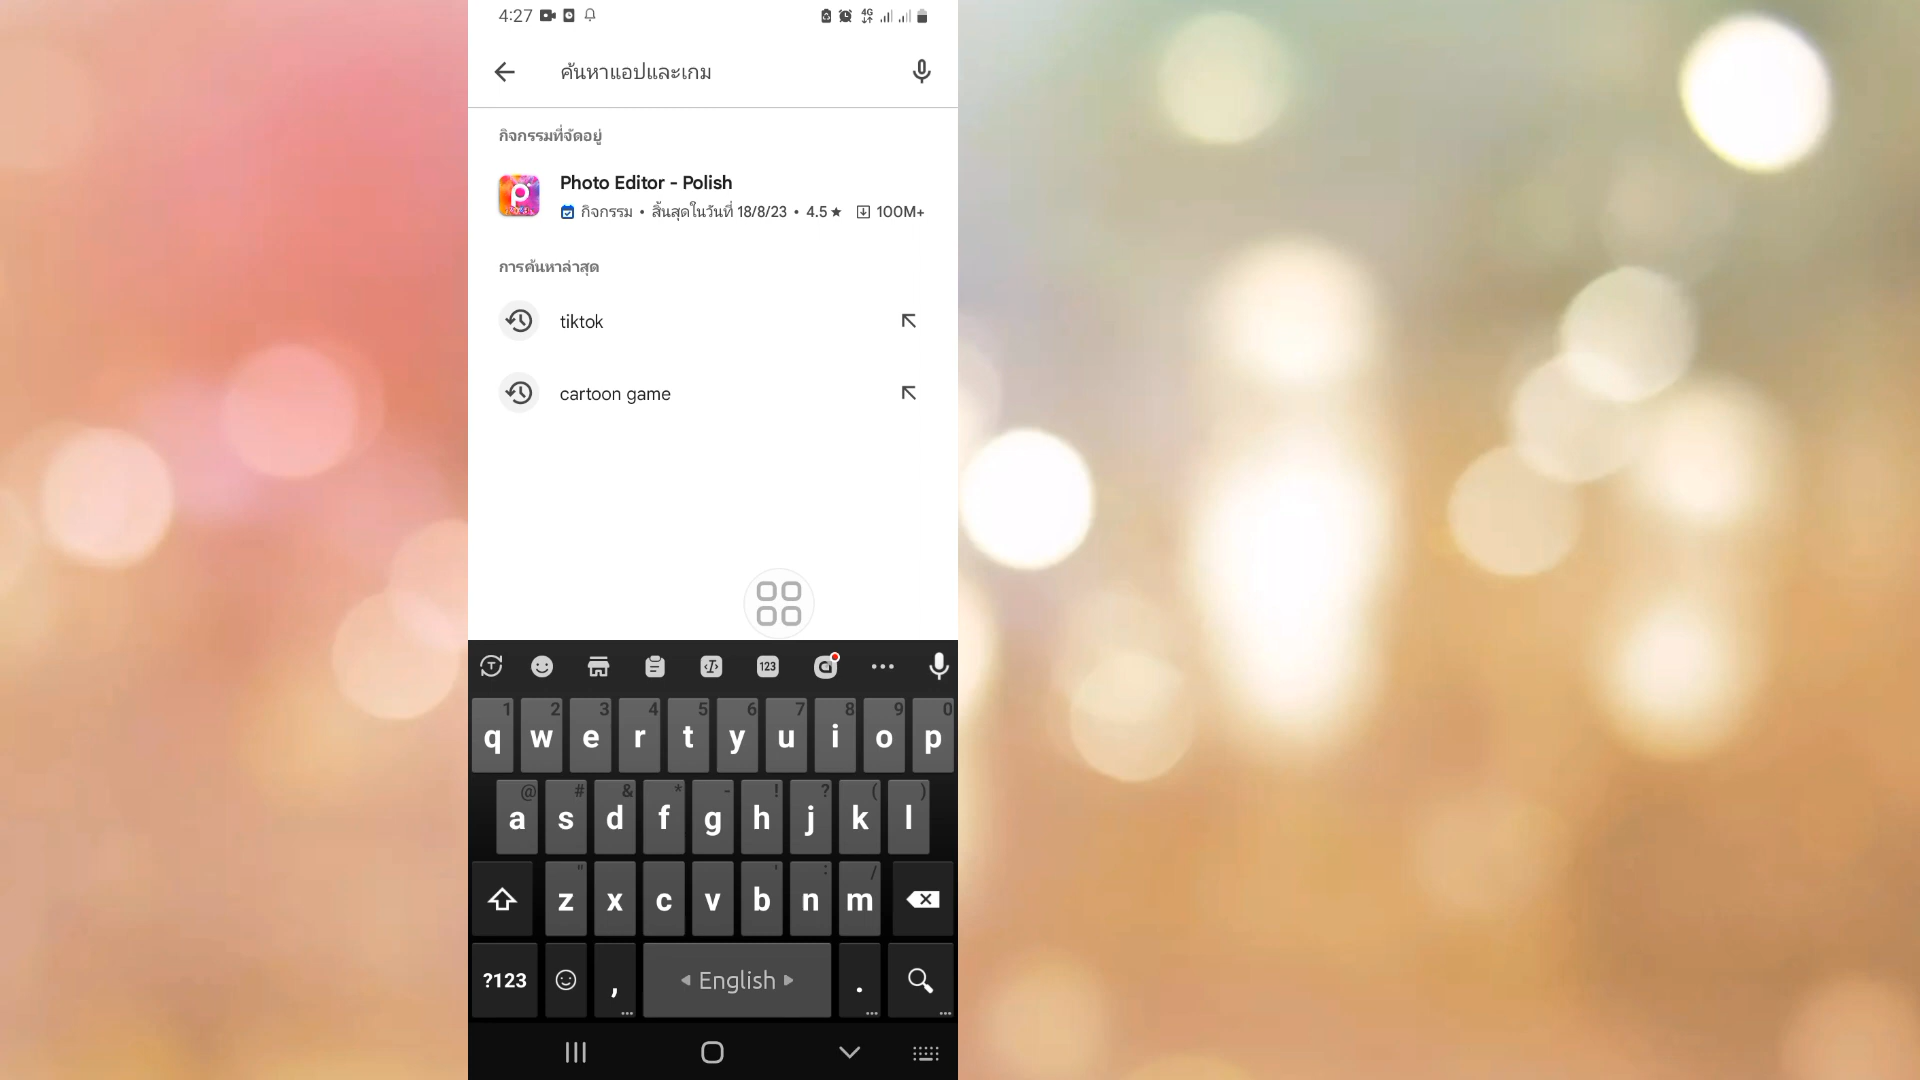 4:27
4G
ค้นหาแอปและเกม
กิจกรรมที่จัดอยู่
Photo Editor - Polish
กิจกรรม • สิ้นสุดในวันที่ 18/8/23 • 4.5 ★ 100M+
การค้นหาล่าสุด
tiktok
cartoon game
T 123
1 2 3 4 5 6 7 8 9 0
q w e r t y u i o p
@ # & * - ! ? ( )
a s d f g h j k l
" ' : /
z x c v b n m
?123 , English .